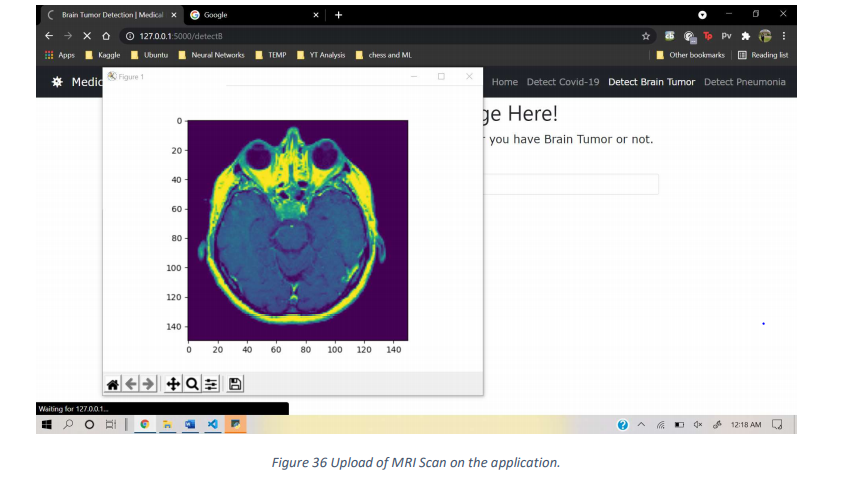 Brain Tumor Detection | Medical
Google
127.0.0.1:5000/detectB
Pv
Apps Kaggle Ubuntu Neural Networks TEMP YT Analysis chess and ML Other bookmarks Reading list
Medic
Figure 1
Home Detect Covid-19 Detect Brain Tumor Detect Pneumonia
ge Here!
r you have Brain Tumor or not.
0
20
40
60
80
100
120
140
0 20 40 60 80 100 120 140
Waiting for 127.0.0.1...
12:18 AM
Figure 36 Upload of MRI Scan on the application.